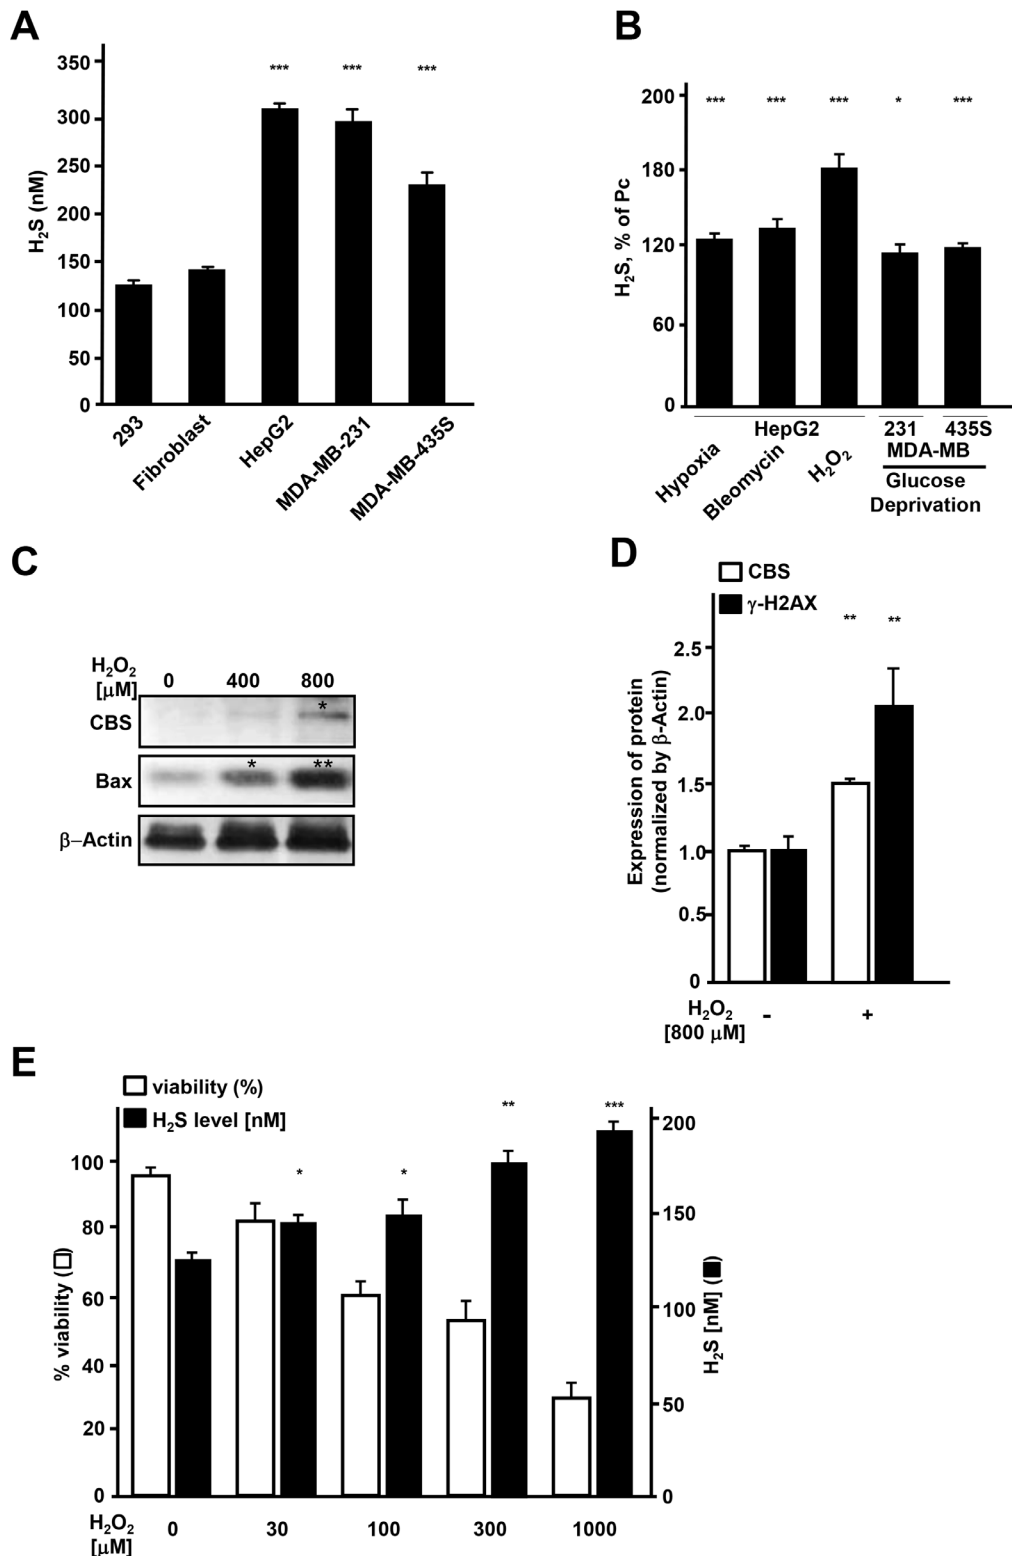 A
350
300
250
200
150
100
50
0
H2S (nM)
*** *** ***
293
Fibroblast
HepG2
MDA-MB-231
MDA-MB-435S
B
200
180
120
60
0
H2S, % of Pc
*** *** *** * ***
HepG2
231 435S
MDA-MB
Hypoxia
Bleomycin
H2O2
Glucose
Deprivation
C
H2O2
[μM]
0 400 800
CBS
*
Bax
* **
β–Actin
D
CBS
γ-H2AX
** **
2.5
2.0
1.5
1.0
0.5
0
Expression of protein
(normalized by β-Actin)
H2O2
[800 μM]
- +
E
viability (%)
H2S level [nM]
* * ** ***
100
80
60
40
20
0
% viability (□)
200
150
100
50
0
H2S [nM] (■)
H2O2
[μM]
0 30 100 300 1000